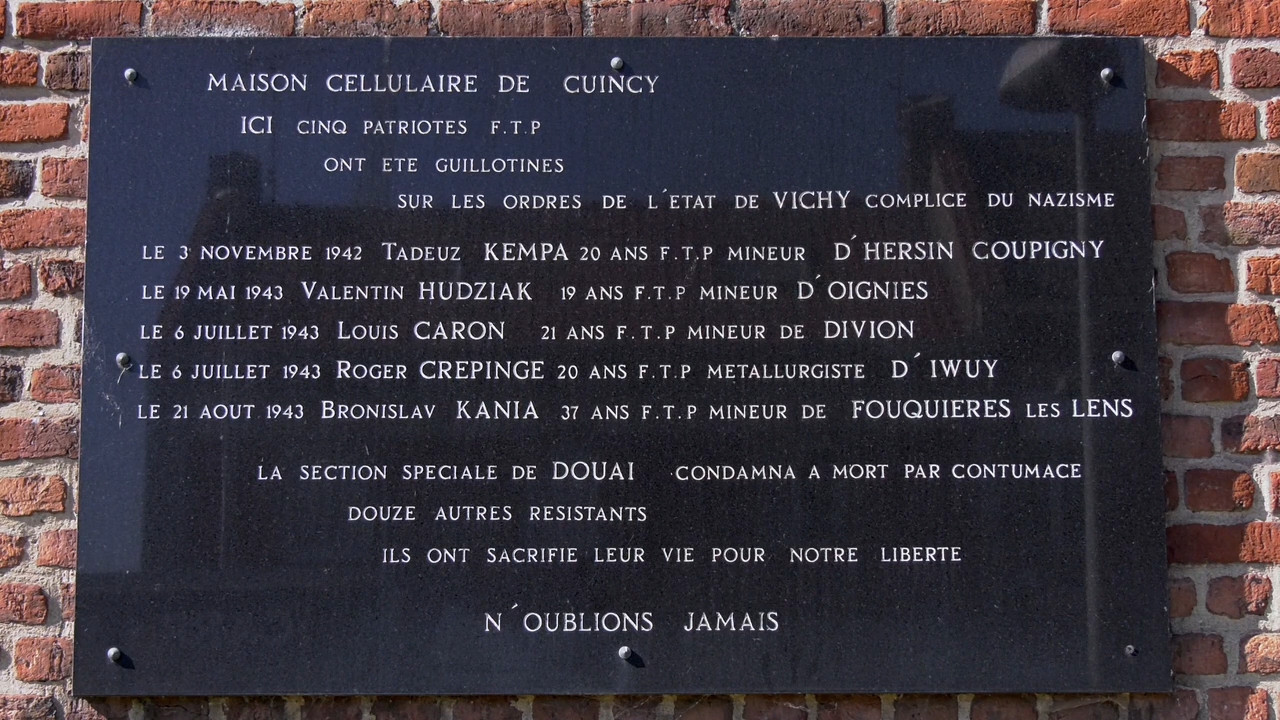 MAISON CELLULAIRE DE CUINCY
ICI CINQ PATRIOTES F.T.P
ONT ETE GUILLOTINES
SUR LES ORDRES DE L'ETAT DE VICHY COMPLICE DU NAZISME
LE 3 NOVEMBRE 1942 TADEUZ KEMPA 20 ANS F.T.P MINEUR D'HERSIN COUPIGNY
LE 19 MAI 1943 VALENTIN HUDZIAK 19 ANS F.T.P MINEUR D'OIGNIES
LE 6 JUILLET 1943 LOUIS CARON 21 ANS F.T.P MINEUR DE DIVION
LE 6 JUILLET 1943 ROGER CREPINGE 20 ANS F.T.P METALLURGISTE D'IWUY
LE 21 AOUT 1943 BRONISLAV KANIA 37 ANS F.T.P MINEUR DE FOUQUIERES LES LENS
LA SECTION SPECIALE DE DOUAI CONDAMNA A MORT PAR CONTUMACE
DOUZE AUTRES RESISTANTS
ILS ONT SACRIFIE LEUR VIE POUR NOTRE LIBERTE
N'OUBLIONS JAMAIS